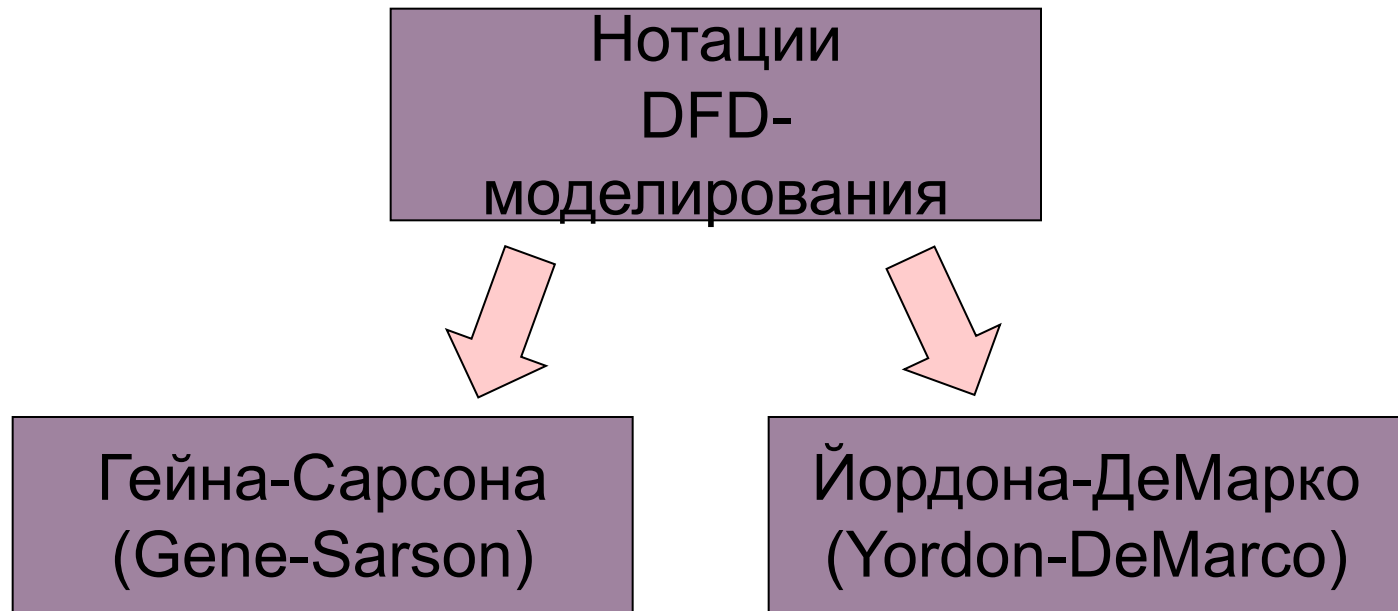 Нотации
DFD-
моделирования
Гейна-Сарсона
(Gene-Sarson)
Йордона-ДеМарко
(Yordon-DeMarco)